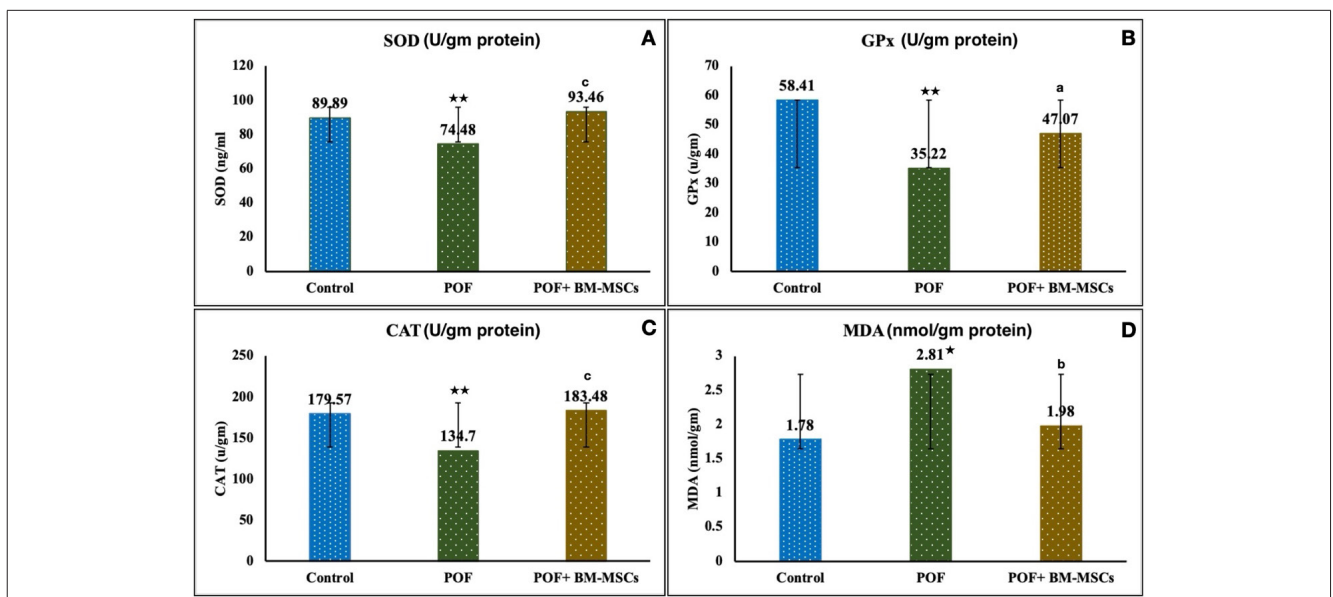 SOD (U/gm protein)
A
SOD (ng/ml)
120
100
80
60
40
20
0
89.89
★★
74.48
c
93.46
Control
POF
POF+ BM-MSCs
GPx (U/gm protein)
B
GPx (u/gm)
70
60
50
40
30
20
10
0
58.41
★★
35.22
a
47.07
Control
POF
POF+ BM-MSCs
CAT (U/gm protein)
C
CAT (u/gm)
250
200
150
100
50
0
179.57
★★
134.7
c
183.48
Control
POF
POF+ BM-MSCs
MDA (nmol/gm protein)
D
MDA (nmol/gm)
3
2.5
2
1.5
1
0.5
0
1.78
2.81★
b
1.98
Control
POF
POF+ BM-MSCs